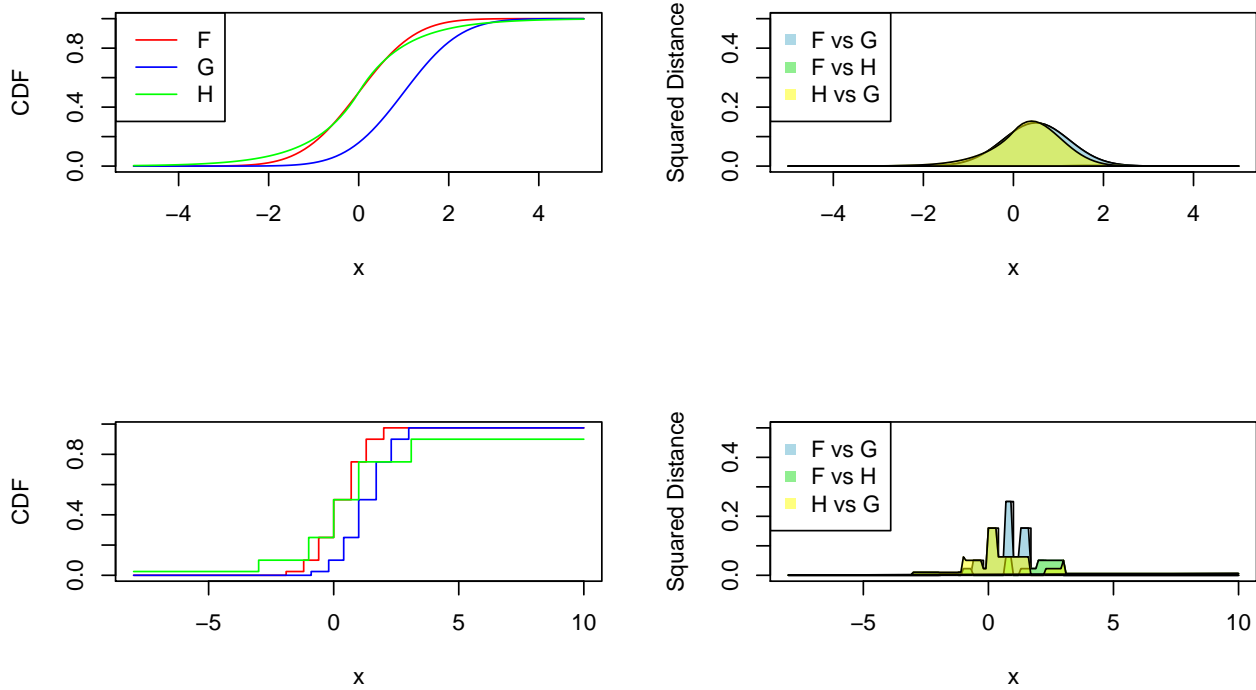 CDF
0.0 0.4 0.8
F
G
H
−4 −2 0 2 4
x
Squared Distance
0.0 0.2 0.4
F vs G
F vs H
H vs G
−4 −2 0 2 4
x
CDF
0.0 0.4 0.8
−5 0 5 10
x
Squared Distance
0.0 0.2 0.4
F vs G
F vs H
H vs G
−5 0 5 10
x